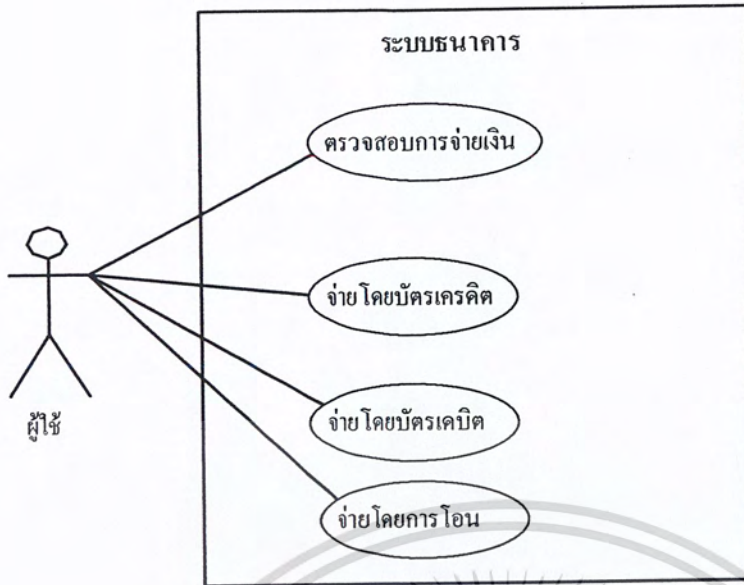 ระบบธนาคาร
ตรวจสอบการจ่ายเงิน
จ่ายโดยบัตรเครดิต
จ่ายโดยบัตรเดบิต
จ่ายโดยการโอน
ผู้ใช้